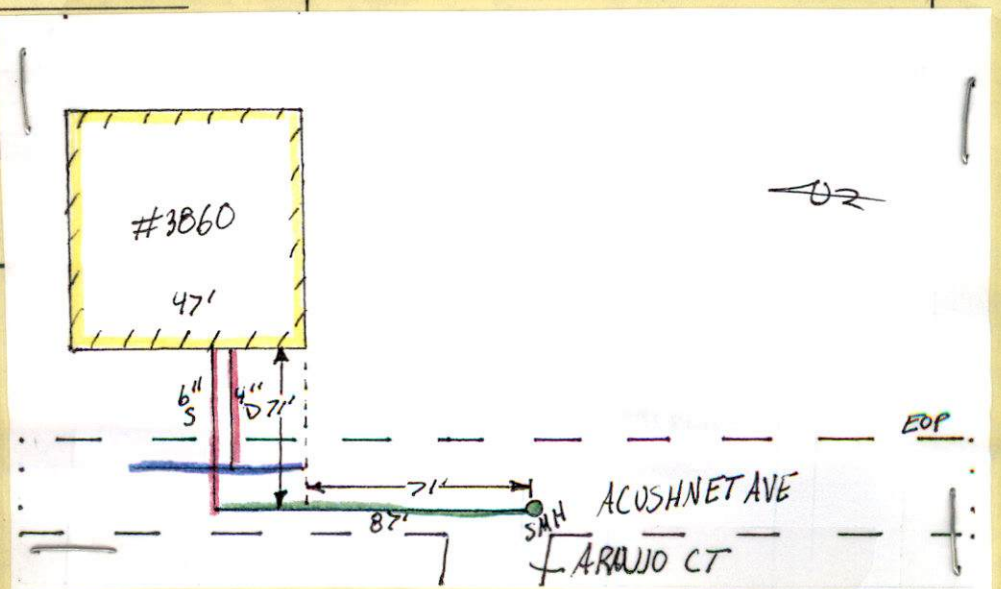 #3860
47'
6"
S
4"
D
71'
EOP
71'
ACUSHNET AVE
87'
SMH
ARAUJO CT